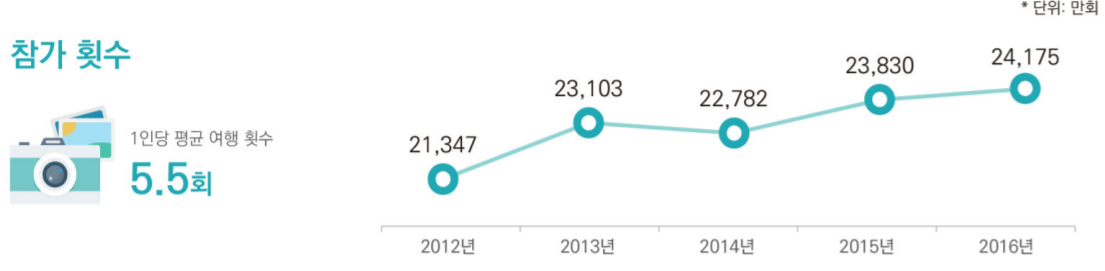 * 단위: 만회
참가 횟수
1인당 평균 여행 횟수
5.5회
21,347
23,103
22,782
23,830
24,175
2012년
2013년
2014년
2015년
2016년